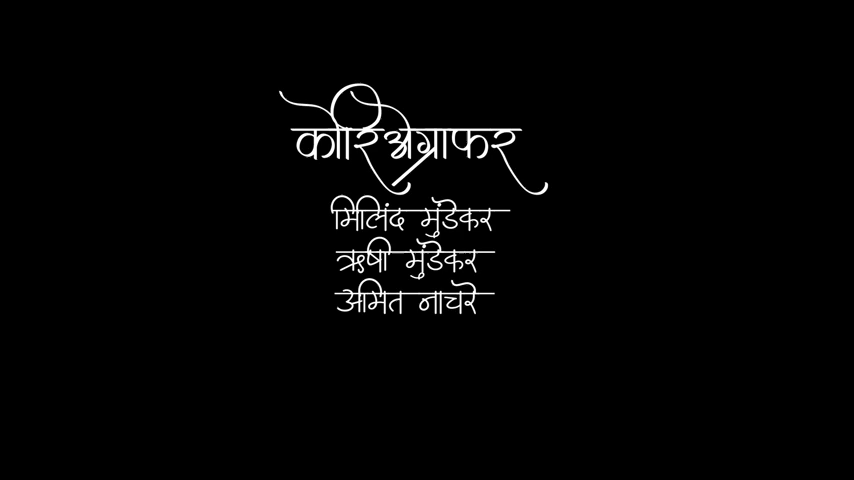 कोरिओग्राफर
मिलिंद मुंडेकर
ऋषी मुंडेकर
अमित नाचरे